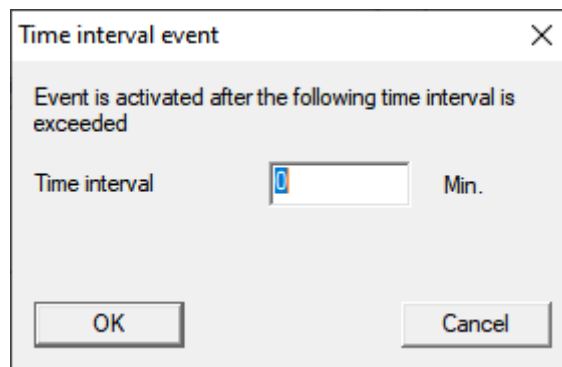 Time interval event
Event is activated after the following time interval is
exceeded
Time interval 0 Min.
OK Cancel